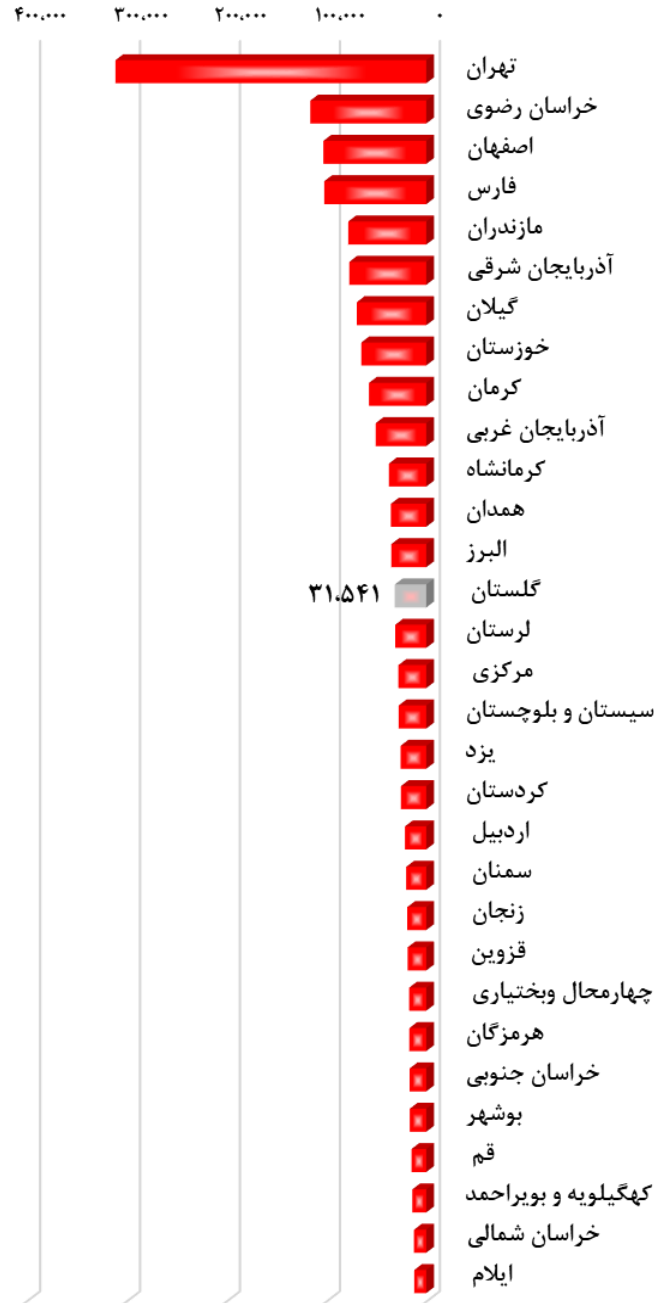 ۴۰۰،۰۰۰ ۳۰۰،۰۰۰ ۲۰۰،۰۰۰ ۱۰۰،۰۰۰ ۰
تهران
خراسان رضوی
اصفهان
فارس
مازندران
آذربایجان شرقی
گیلان
خوزستان
کرمان
آذربایجان غربی
کرمانشاه
همدان
البرز
گلستان ۳۱،۵۴۱
لرستان
مرکزی
سیستان و بلوچستان
یزد
کردستان
اردبیل
سمنان
زنجان
قزوین
چهارمحال وبختیاری
هرمزگان
خراسان جنوبی
بوشهر
قم
کهگیلویه و بویراحمد
خراسان شمالی
ایلام